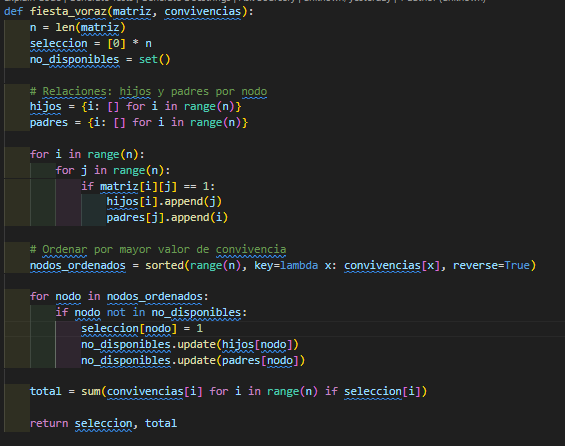 def fiesta_voraz(matriz, convivencias):
    n = len(matriz)
    seleccion = [0] * n
    no_disponibles = set()

    # Relaciones: hijos y padres por nodo
    hijos = {i: [] for i in range(n)}
    padres = {i: [] for i in range(n)}

    for i in range(n):
        for j in range(n):
            if matriz[i][j] == 1:
                hijos[i].append(j)
                padres[j].append(i)

    # Ordenar por mayor valor de convivencia
    nodos_ordenados = sorted(range(n), key=lambda x: convivencias[x], reverse=True)

    for nodo in nodos_ordenados:
        if nodo not in no_disponibles:
            seleccion[nodo] = 1
            no_disponibles.update(hijos[nodo])
            no_disponibles.update(padres[nodo])

    total = sum(convivencias[i] for i in range(n) if seleccion[i])

    return seleccion, total